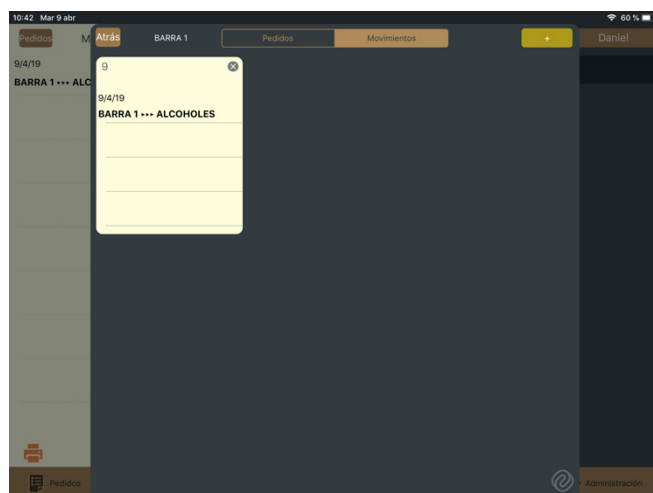 10:42 Mar 9 abr
60 %
Pedidos
M
Atrás
BARRA 1
Pedidos
Movimientos
+
Daniel
9/4/19
BARRA 1 ••• ALC
9
9/4/19
BARRA 1 ••• ALCOHOLES
Pedidos
Administración